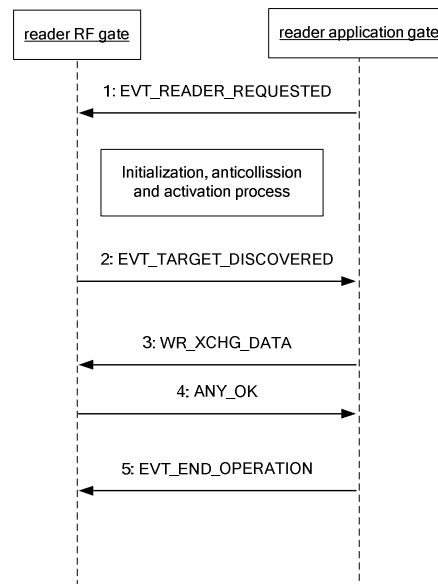 reader RF gate
reader application gate
1: EVT_READER_REQUESTED
Initialization, anticollission
and activation process
2: EVT_TARGET_DISCOVERED
3: WR_XCHG_DATA
4: ANY_OK
5: EVT_END_OPERATION